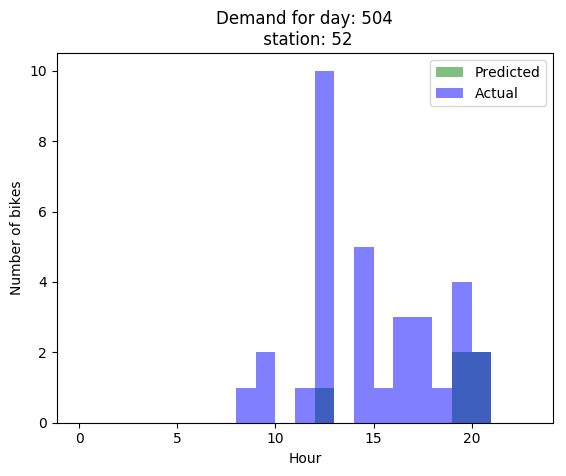 Demand for day: 504
station: 52
Predicted
Actual
Number of bikes
10
8
6
4
2
0
0 5 10 15 20
Hour